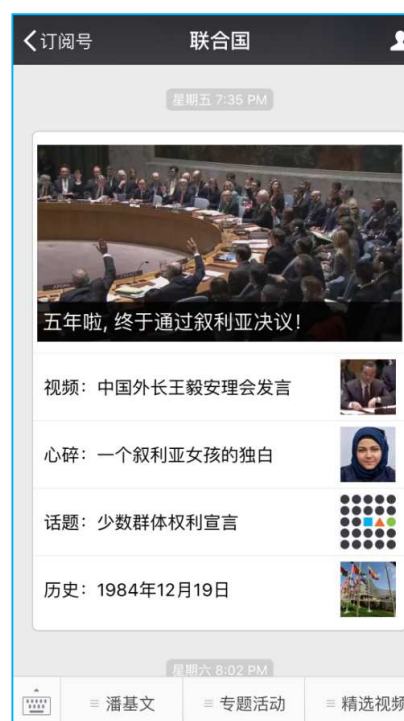 订阅号
联合国
星期五 7:35 PM
五年啦, 终于通过叙利亚决议!
视频：中国外长王毅安理会发言
心碎：一个叙利亚女孩的独白
话题：少数群体权利宣言
历史：1984年12月19日
星期六 8:02 PM
潘基文
专题活动
精选视频